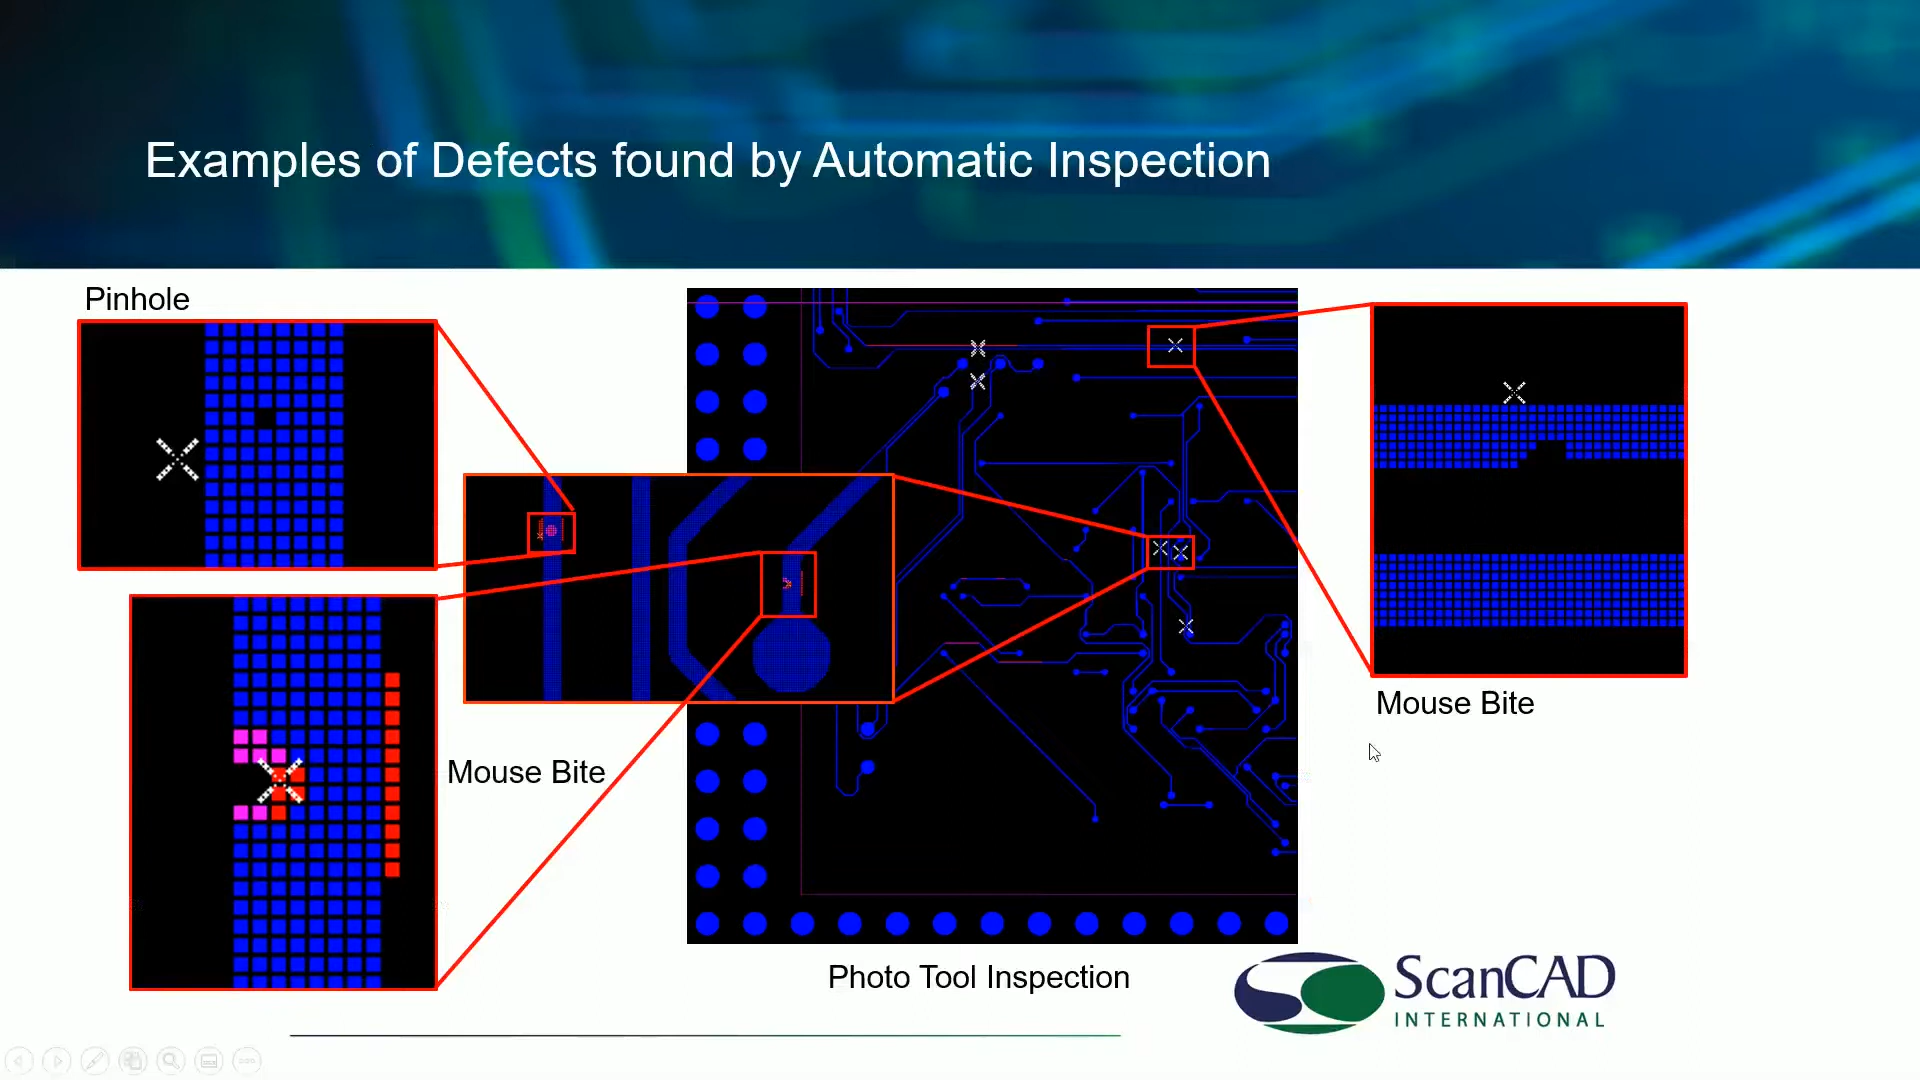 Examples of Defects found by Automatic Inspection
Pinhole
Mouse Bite
Mouse Bite
Photo Tool Inspection
ScanCAD
INTERNATIONAL